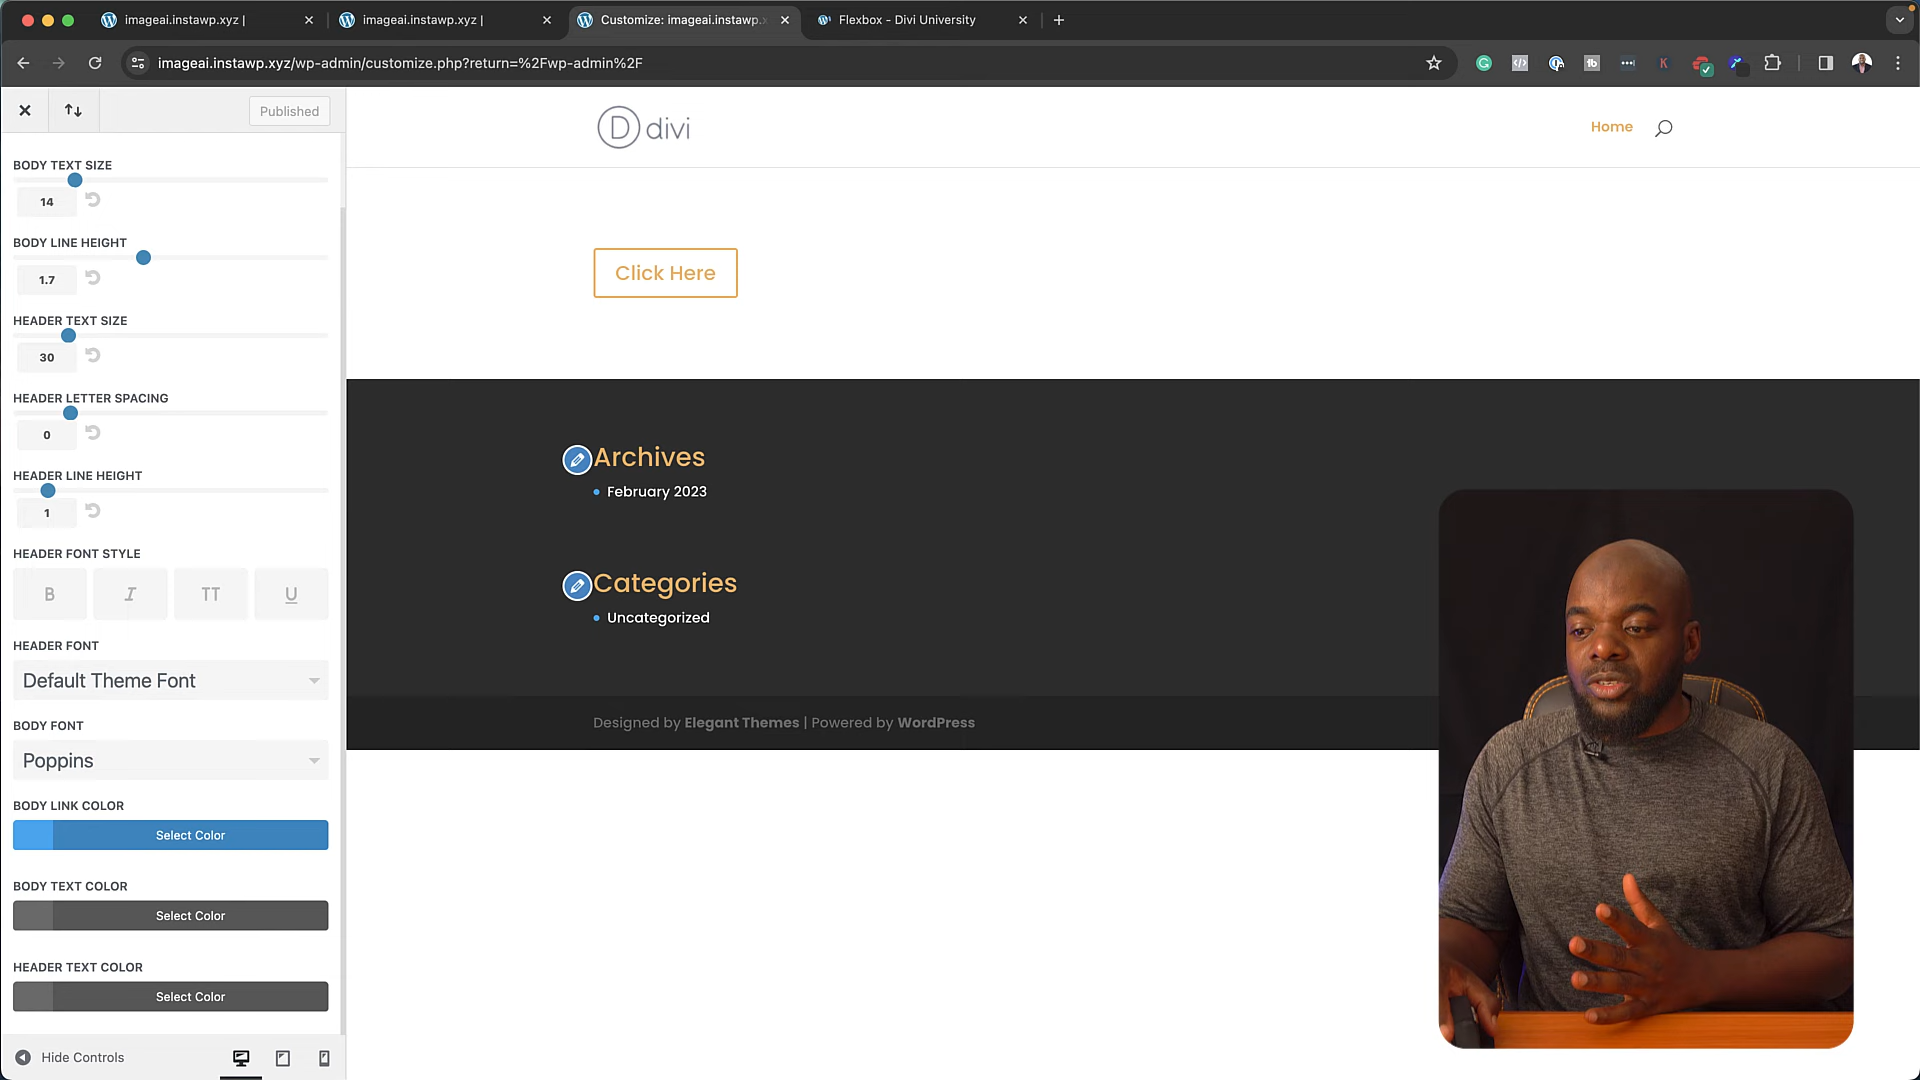 imageai.instawp.xyz |
imageai.instawp.xyz |
Customize: imageai.instawp.x
Flexbox - Divi University
imageai.instawp.xyz/wp-admin/customize.php?return=%2Fwp-admin%2F
Published
BODY TEXT SIZE
14
BODY LINE HEIGHT
1.7
HEADER TEXT SIZE
30
HEADER LETTER SPACING
0
HEADER LINE HEIGHT
1
HEADER FONT STYLE
B I TT U
HEADER FONT
Default Theme Font
BODY FONT
Poppins
BODY LINK COLOR
Select Color
BODY TEXT COLOR
Select Color
HEADER TEXT COLOR
Select Color
Hide Controls
D divi
Home
Click Here
Archives
February 2023
Categories
Uncategorized
Designed by Elegant Themes | Powered by WordPress